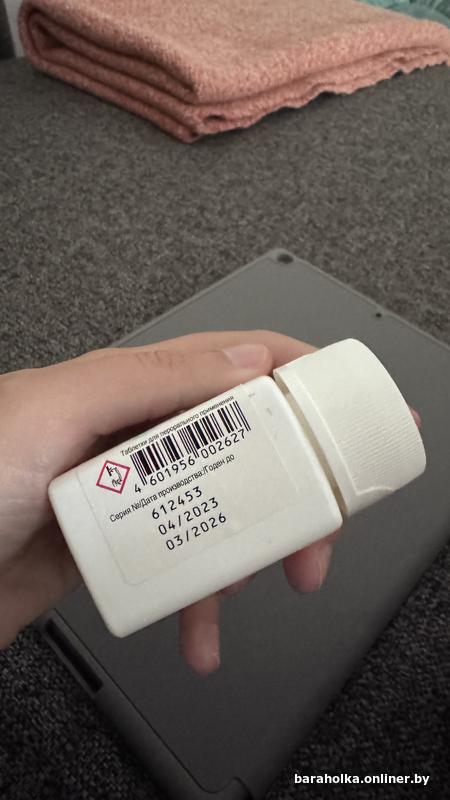 Таблетки для перорального применения
4 601956 002627
Серия №/Дата производства:/Годен до
612453
04/2023
03/2026
baraholka.onliner.by